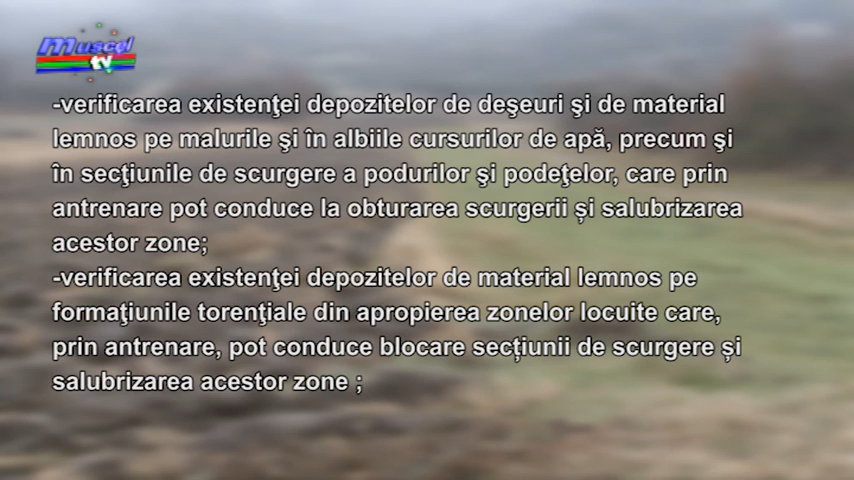 Muscel
tv
-verificarea existenţei depozitelor de deşeuri şi de material
lemnos pe malurile şi în albiile cursurilor de apă, precum şi
în secţiunile de scurgere a podurilor şi podeţelor, care prin
antrenare pot conduce la obturarea scurgerii și salubrizarea
acestor zone;
-verificarea existenţei depozitelor de material lemnos pe
formaţiunile torenţiale din apropierea zonelor locuite care,
prin antrenare, pot conduce blocare secțiunii de scurgere și
salubrizarea acestor zone ;